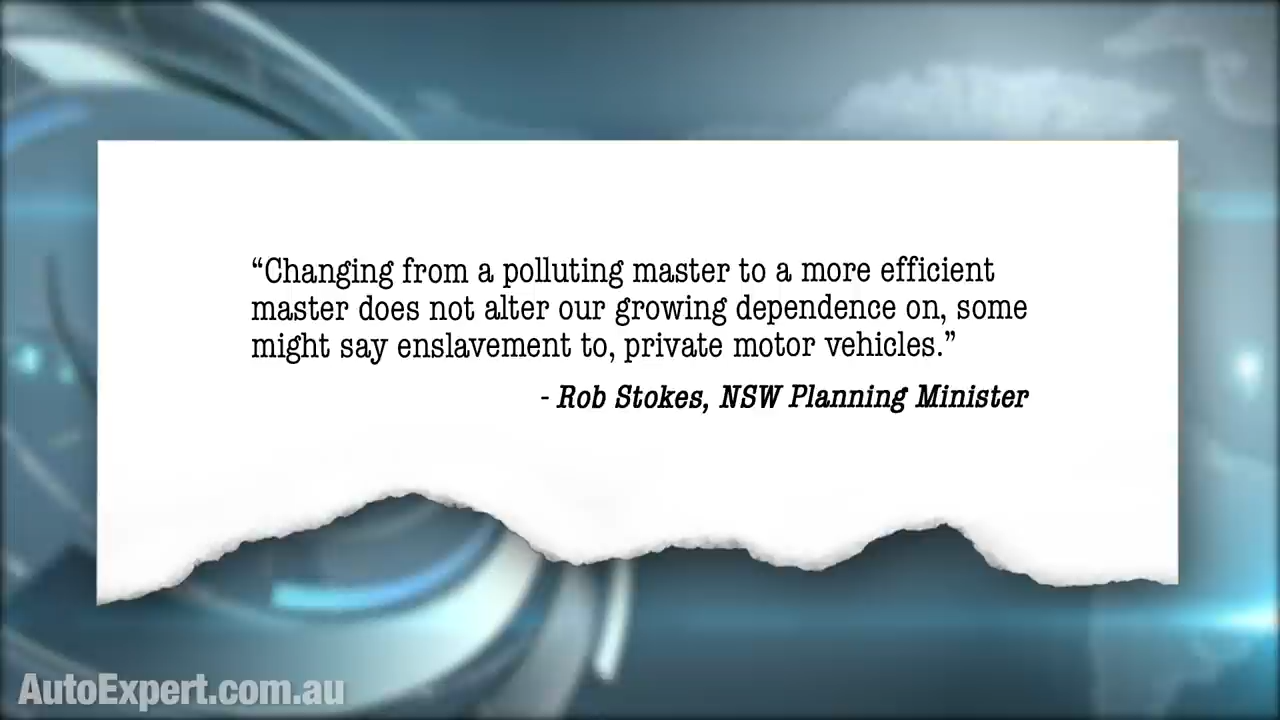 “Changing from a polluting master to a more efficient
master does not alter our growing dependence on, some
might say enslavement to, private motor vehicles.”
- Rob Stokes, NSW Planning Minister
AutoExpert.com.au